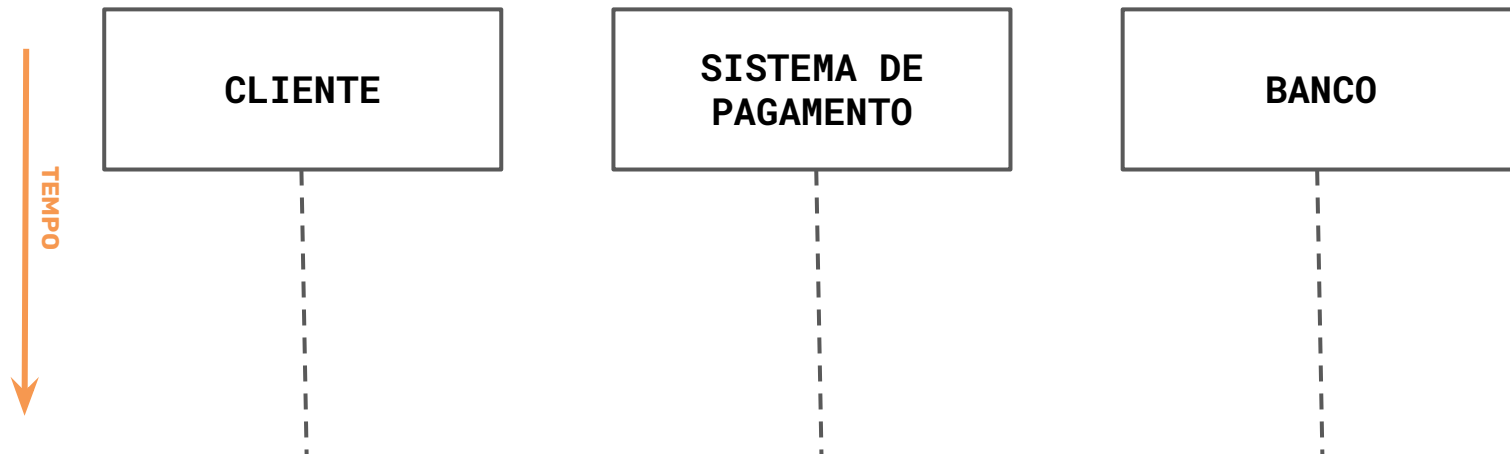 CLIENTE
SISTEMA DE
PAGAMENTO
BANCO
TEMPO